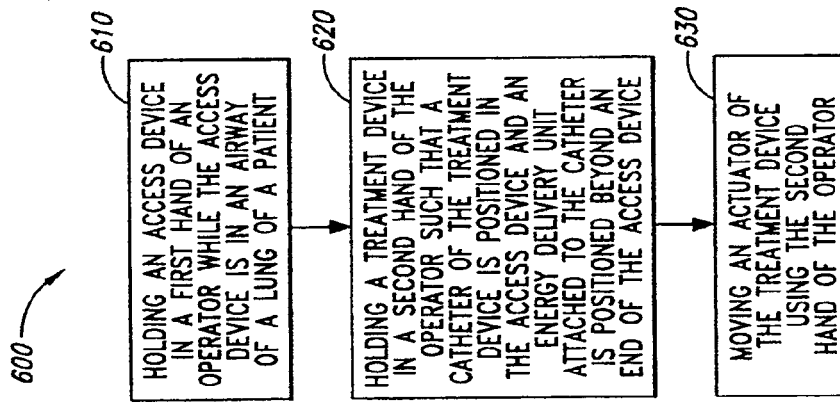 600
610
HOLDING AN ACCESS DEVICE
IN A FIRST HAND OF AN
OPERATOR WHILE THE ACCESS
DEVICE IS IN AN AIRWAY
OF A LUNG OF A PATIENT
620
HOLDING A TREATMENT DEVICE
IN A SECOND HAND OF THE
OPERATOR SUCH THAT A
CATHETER OF THE TREATMENT
DEVICE IS POSITIONED IN
THE ACCESS DEVICE AND AN
ENERGY DELIVERY UNIT
ATTACHED TO THE CATHETER
IS POSITIONED BEYOND AN
END OF THE ACCESS DEVICE
630
MOVING AN ACTUATOR OF
THE TREATMENT DEVICE
USING THE SECOND
HAND OF THE OPERATOR